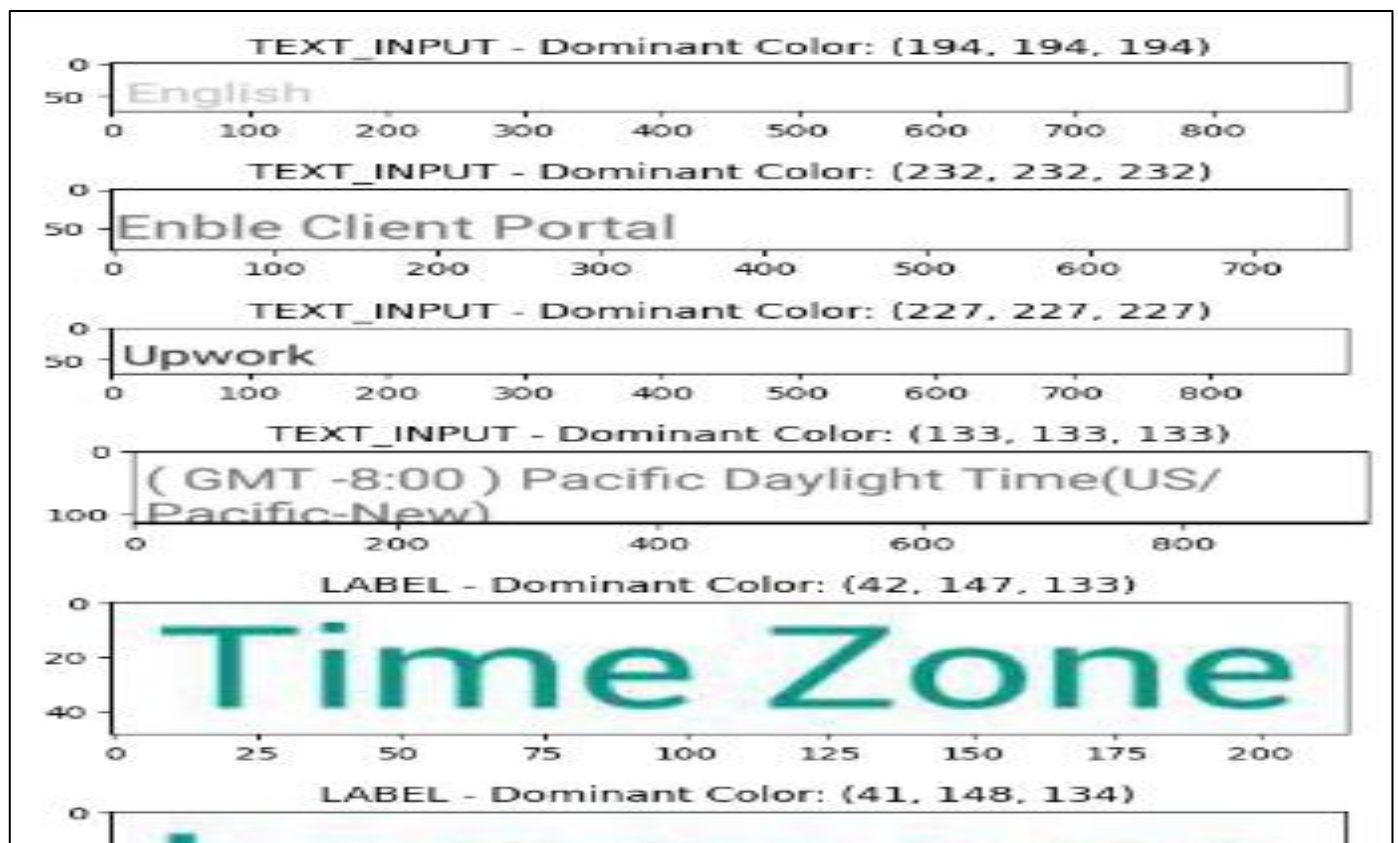 TEXT_INPUT - Dominant Color: (194, 194, 194)
0
English
50
0 100 200 300 400 500 600 700 800
TEXT_INPUT - Dominant Color: (232, 232, 232)
0
50 Enble Client Portal
0 100 200 300 400 500 600 700
TEXT_INPUT - Dominant Color: (227, 227, 227)
0
50 Upwork
0 100 200 300 400 500 600 700 800
TEXT_INPUT - Dominant Color: (133, 133, 133)
0
( GMT -8:00 ) Pacific Daylight Time(US/
100 Pacific-New)
0 200 400 600 800
LABEL - Dominant Color: (42, 147, 133)
0
Time Zone
20
40
0 25 50 75 100 125 150 175 200
LABEL - Dominant Color: (41, 148, 134)
0